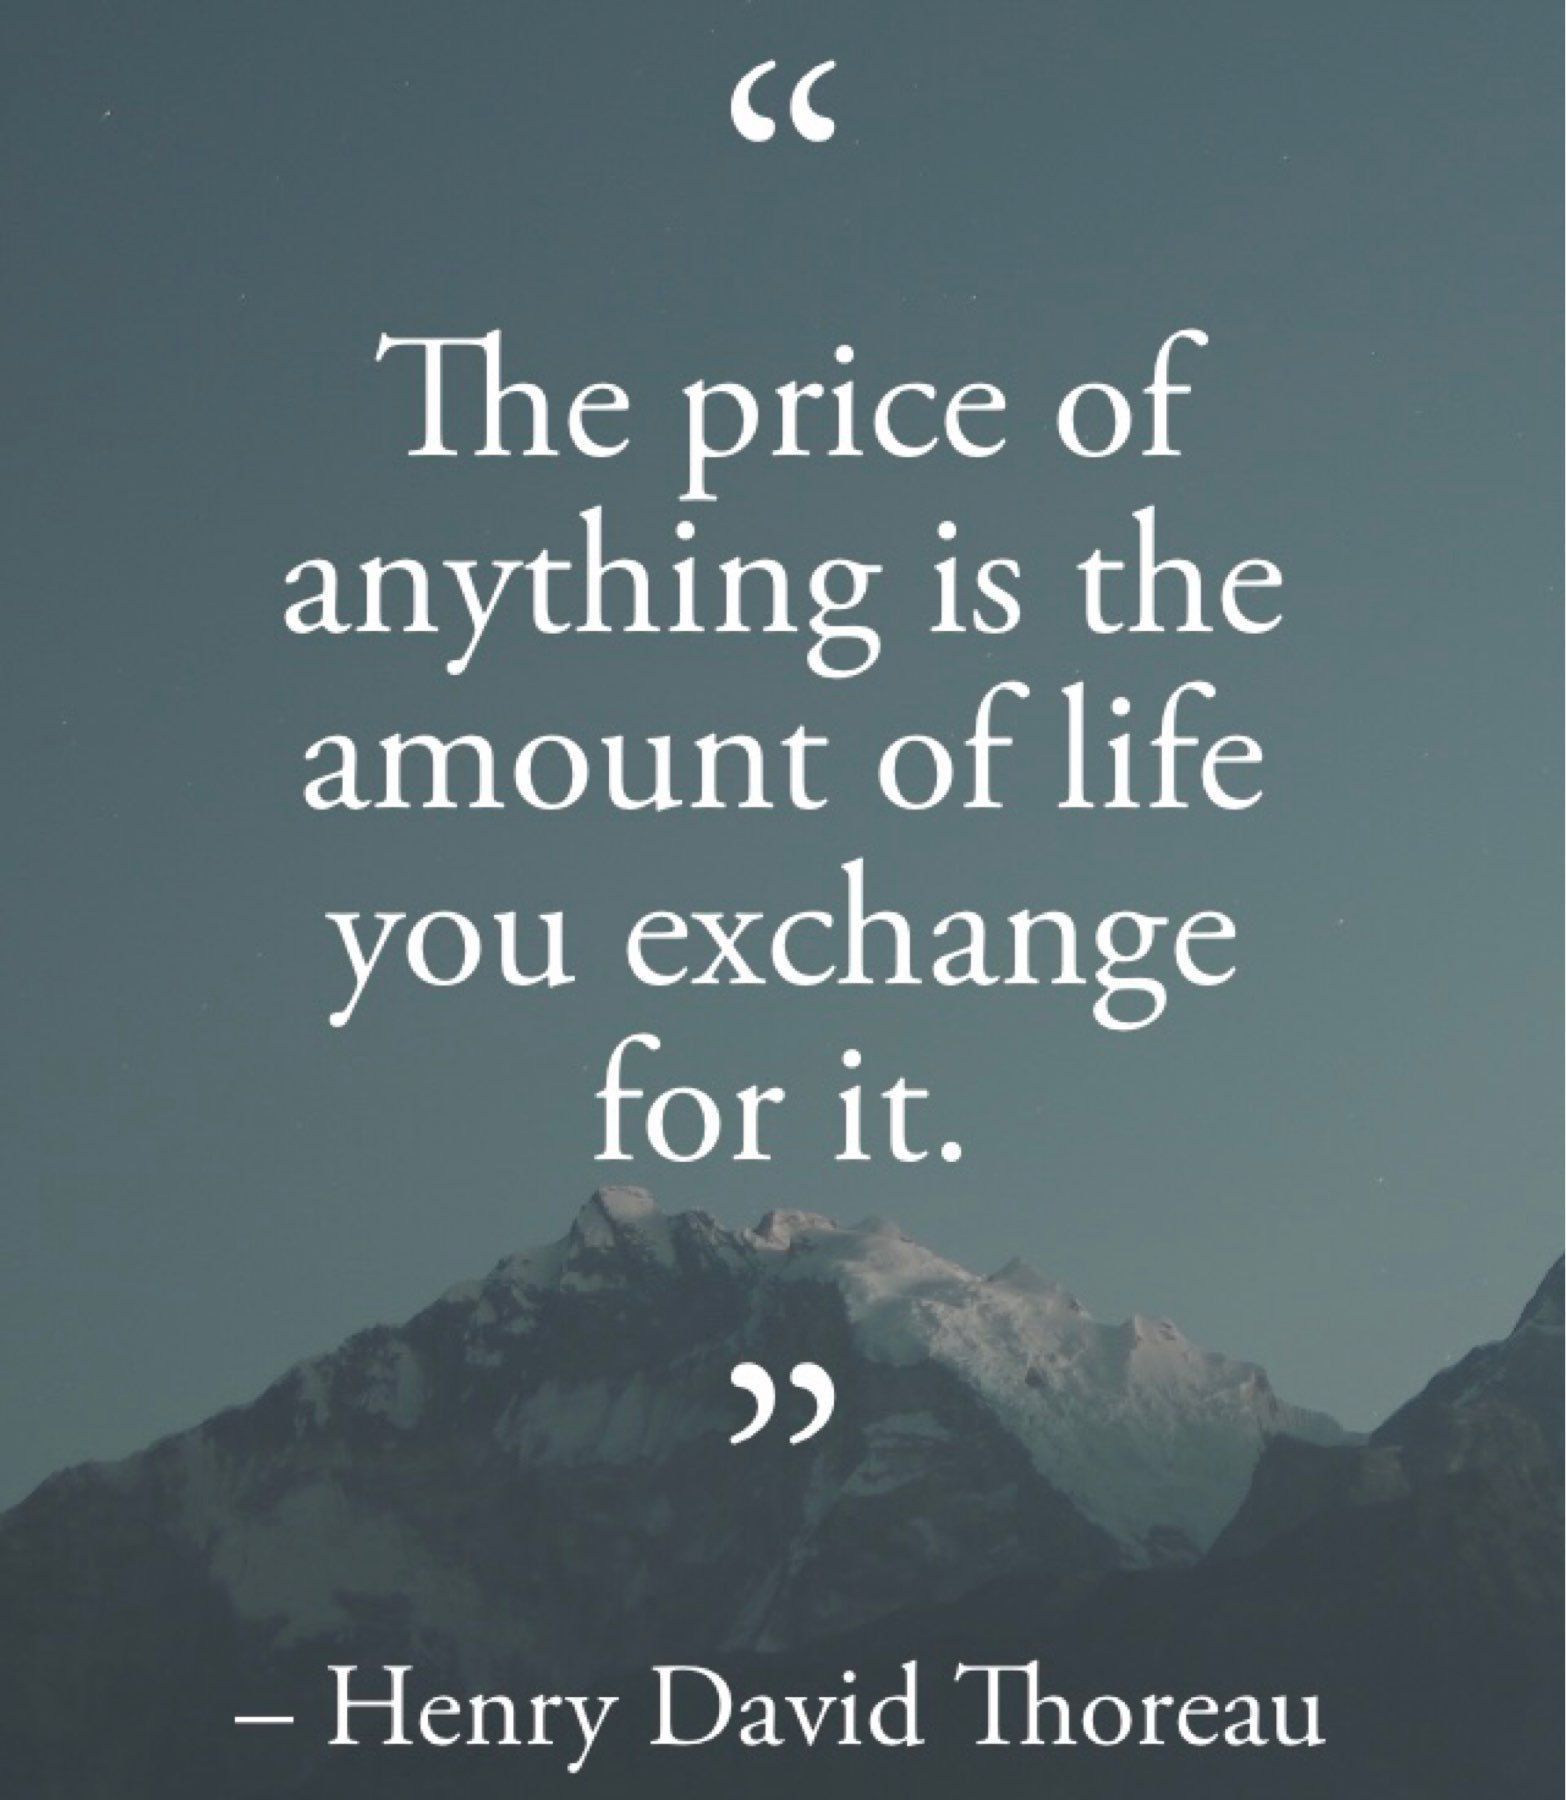 “
The price of
anything is the
amount of life
you exchange
for it.
”
– Henry David Thoreau